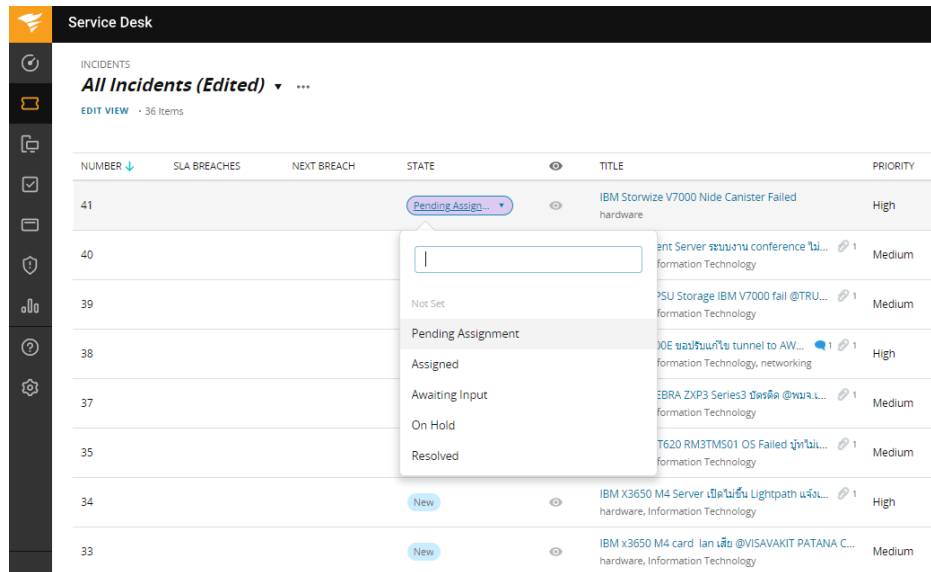 Service Desk
INCIDENTS
All Incidents (Edited)
EDIT VIEW · 36 Items
NUMBER SLA BREACHES NEXT BREACH STATE TITLE PRIORITY
41 Pending Assign... IBM Storwize V7000 Nide Canister Failed High
hardware
40 ent Server ระบบงาน conference ไม่... 1 Medium
formation Technology
39 PSU Storage IBM V7000 fail @TRU... 1 Medium
formation Technology
38 00E ขอปรับแก้ไข tunnel to AW... 1 1 High
formation Technology, networking
37 EBRA ZXP3 Series3 บัตรติด @พมจ.เ... 1 Medium
formation Technology
35 T620 RM3TMS01 OS Failed บู้ทไม่เ... 1 Medium
formation Technology
34 New IBM X3650 M4 Server เปิดไม่ขึ้น Lightpath แจ้งเ... 1 High
hardware, Information Technology
33 New IBM x3650 M4 card lan เสีย @VISAVAKIT PATANA C... Medium
hardware, Information Technology
Not Set
Pending Assignment
Assigned
Awaiting Input
On Hold
Resolved